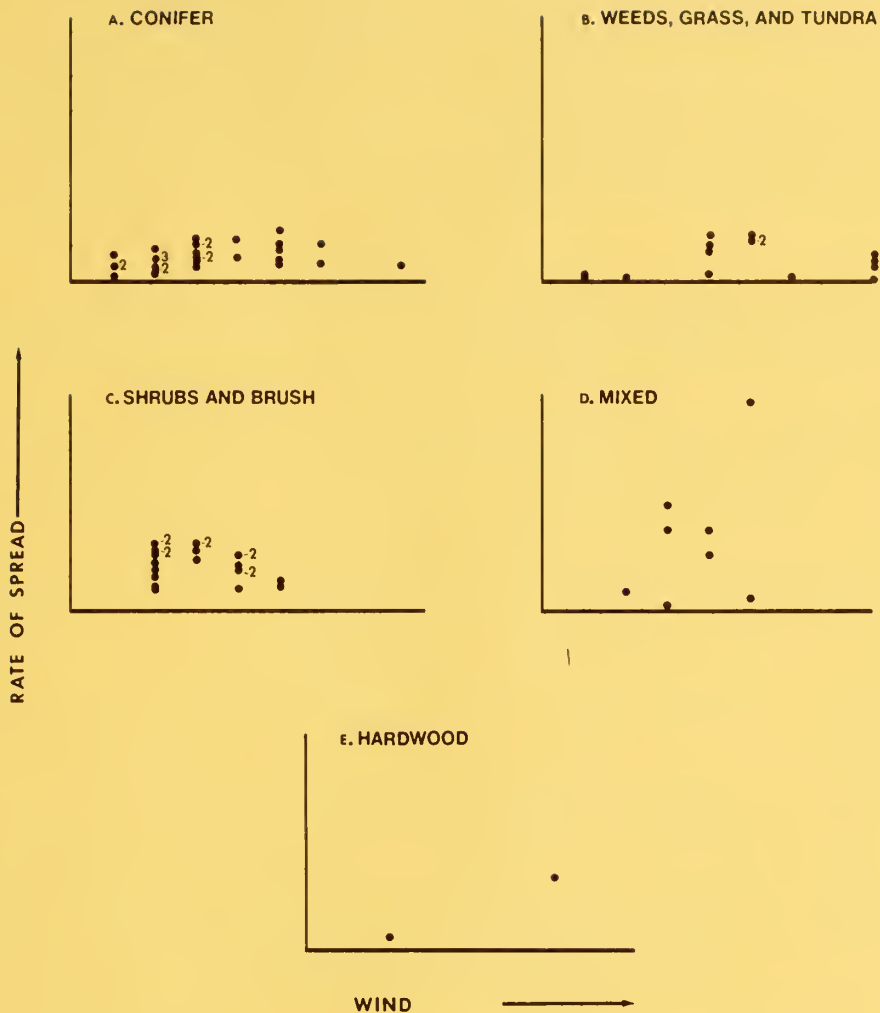 A. CONIFER
2
3
2
-2
-2
B. WEEDS, GRASS, AND TUNDRA
-2
C. SHRUBS AND BRUSH
-2
-2
-2
-2
-2
D. MIXED
E. HARDWOOD
RATE OF SPREAD
WIND